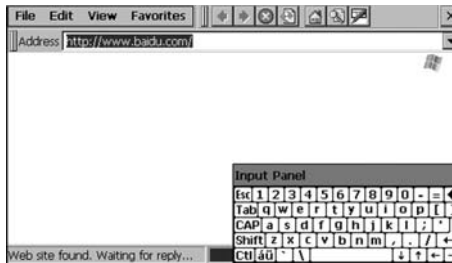 File Edit View Favorites
Address http://www.baidu.com/
Input Panel
Esc 1 2 3 4 5 6 7 8 9 0 - =
Tab q w e r t y u i o p [
CAP a s d f g h j k l ; '
Shift z x c v b n m , . /
Ctl áü ` \
Web site found. Waiting for reply...